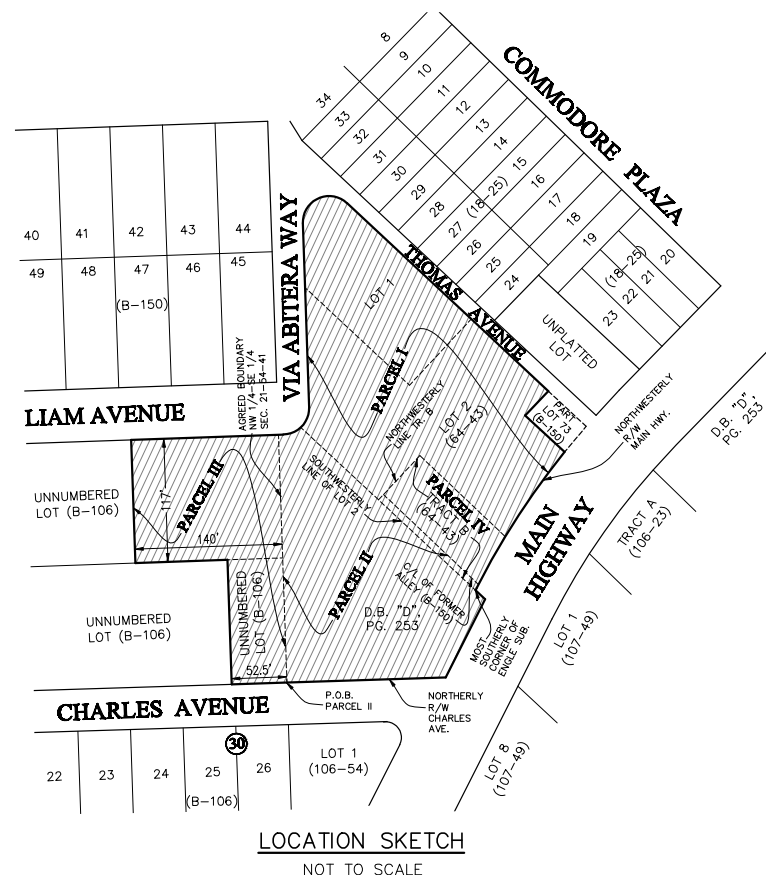 COMMODORE PLAZA
8
9
10
11
12
13
14
15
16
17
18
19
20
21
22
23
(18-25)
34
33
32
31
30
29
28
27
26
25
24
(18-25)
40
41
42
43
44
49
48
47
46
45
(B-150)
VIA ABITERA WAY
THOMAS AVENUE
UNPLATTED
LOT
LOT 1
PARCEL I
AGREED BOUNDARY
NW 1/4-SE 1/4
SEC. 21-54-41
LIAM AVENUE
NORTHWESTERLY
LINE TR. B
LOT 2
(64-43)
PART
LOT 73
(B-150)
NORTHWESTERLY
R/W
MAIN HWY.
D.B. "D",
PG. 253
UNNUMBERED
LOT (B-106)
117'
PARCEL III
140'
SOUTHWESTERLY
LINE OF LOT 2
PARCEL IV
TRACT B
(64-43)
MAIN
HIGHWAY
TRACT A
(106-23)
UNNUMBERED
LOT (B-106)
UNNUMBERED
LOT (B-106)
PARCEL II
D.B. "D",
PG. 253
C/L OF FORMER
ALLEY (B-150)
MOST
SOUTHERLY
CORNER OF
ENGLE SUB.
LOT 1
(107-49)
52.5'
P.O.B.
PARCEL II
NORTHERLY
R/W
CHARLES
AVE.
CHARLES AVENUE
30
22
23
24
25
26
(B-106)
LOT 1
(106-54)
LOT 8
(107-49)
LOCATION SKETCH
NOT TO SCALE